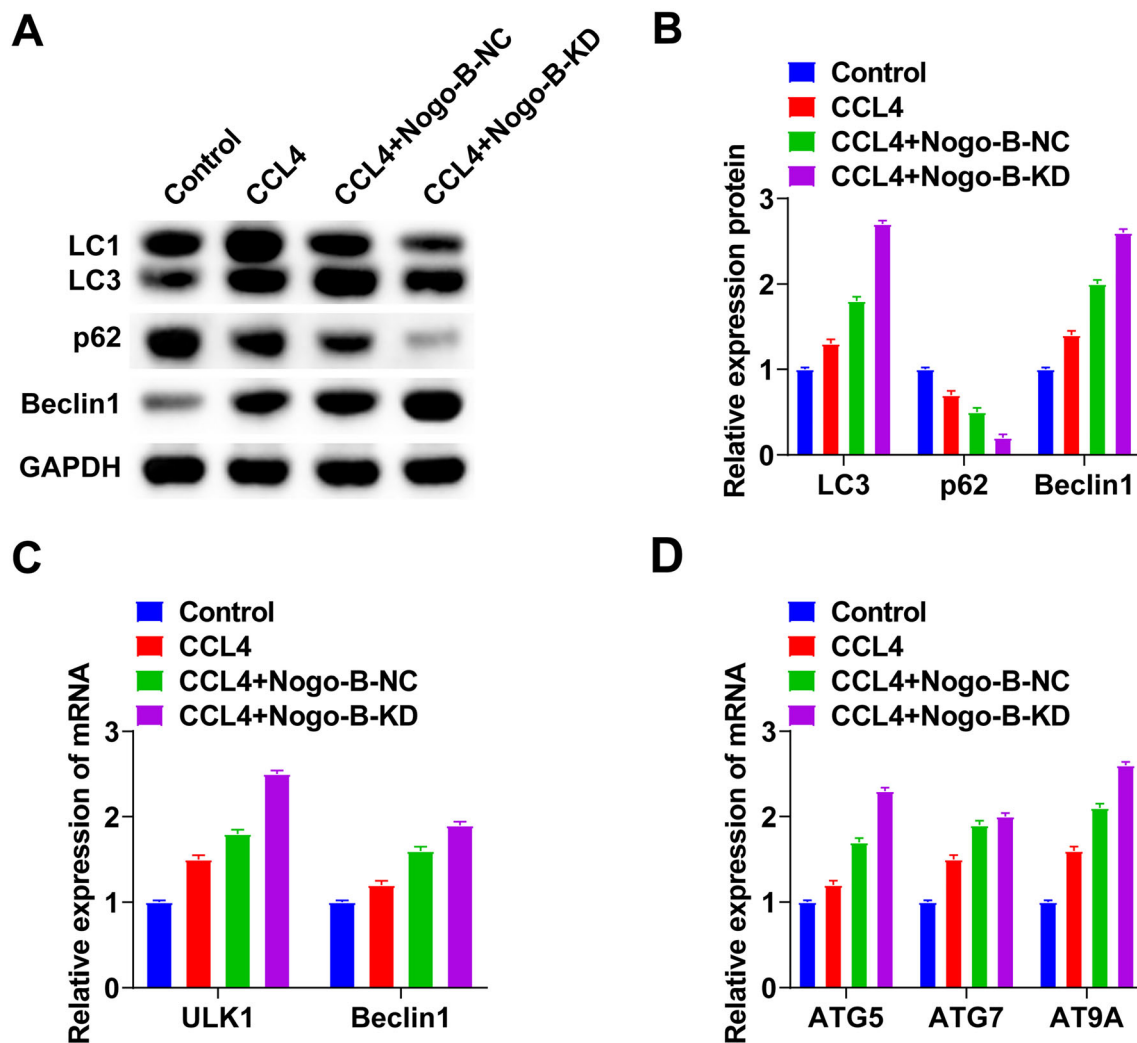 A
Control
CCL4
CCL4+Nogo-B-NC
CCL4+Nogo-B-KD
LC1
LC3
p62
Beclin1
GAPDH
B
Control
CCL4
CCL4+Nogo-B-NC
CCL4+Nogo-B-KD
Relative expression protein
3
2
1
0
LC3 p62 Beclin1
C
Control
CCL4
CCL4+Nogo-B-NC
CCL4+Nogo-B-KD
Relative expression of mRNA
3
2
1
0
ULK1 Beclin1
D
Control
CCL4
CCL4+Nogo-B-NC
CCL4+Nogo-B-KD
Relative expression of mRNA
3
2
1
0
ATG5 ATG7 AT9A